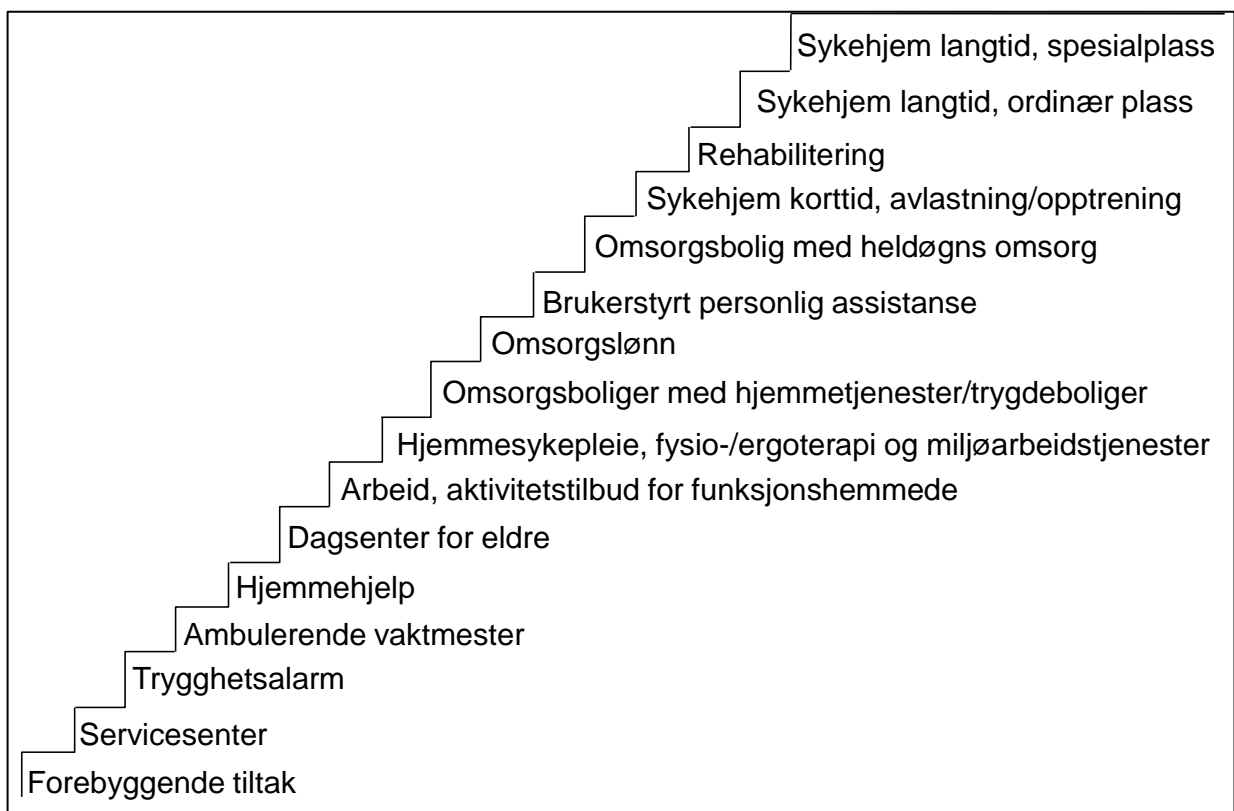 Sykehjem langtid, spesialplass
Sykehjem langtid, ordinær plass
Rehabilitering
Sykehjem korttid, avlastning/opptrening
Omsorgsbolig med heldøgns omsorg
Brukerstyrt personlig assistanse
Omsorgslønn
Omsorgsboliger med hjemmetjenester/trygdeboliger
Hjemmesykepleie, fysio-/ergoterapi og miljøarbeidstjenester
Arbeid, aktivitetstilbud for funksjonshemmede
Dagsenter for eldre
Hjemmehjelp
Ambulerende vaktmester
Trygghetsalarm
Servicesenter
Forebyggende tiltak